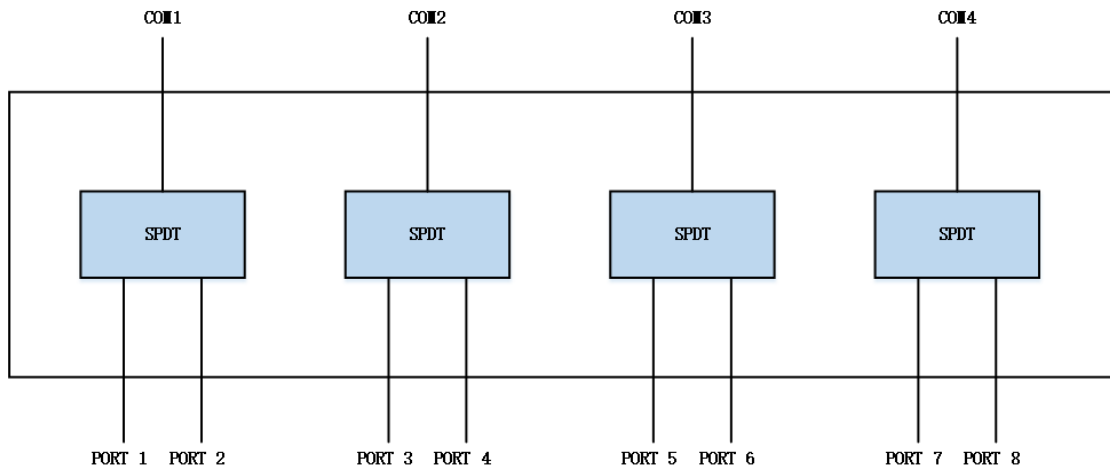 COM1 COM2 COM3 COM4
SPDT SPDT SPDT SPDT
PORT 1 PORT 2 PORT 3 PORT 4 PORT 5 PORT 6 PORT 7 PORT 8